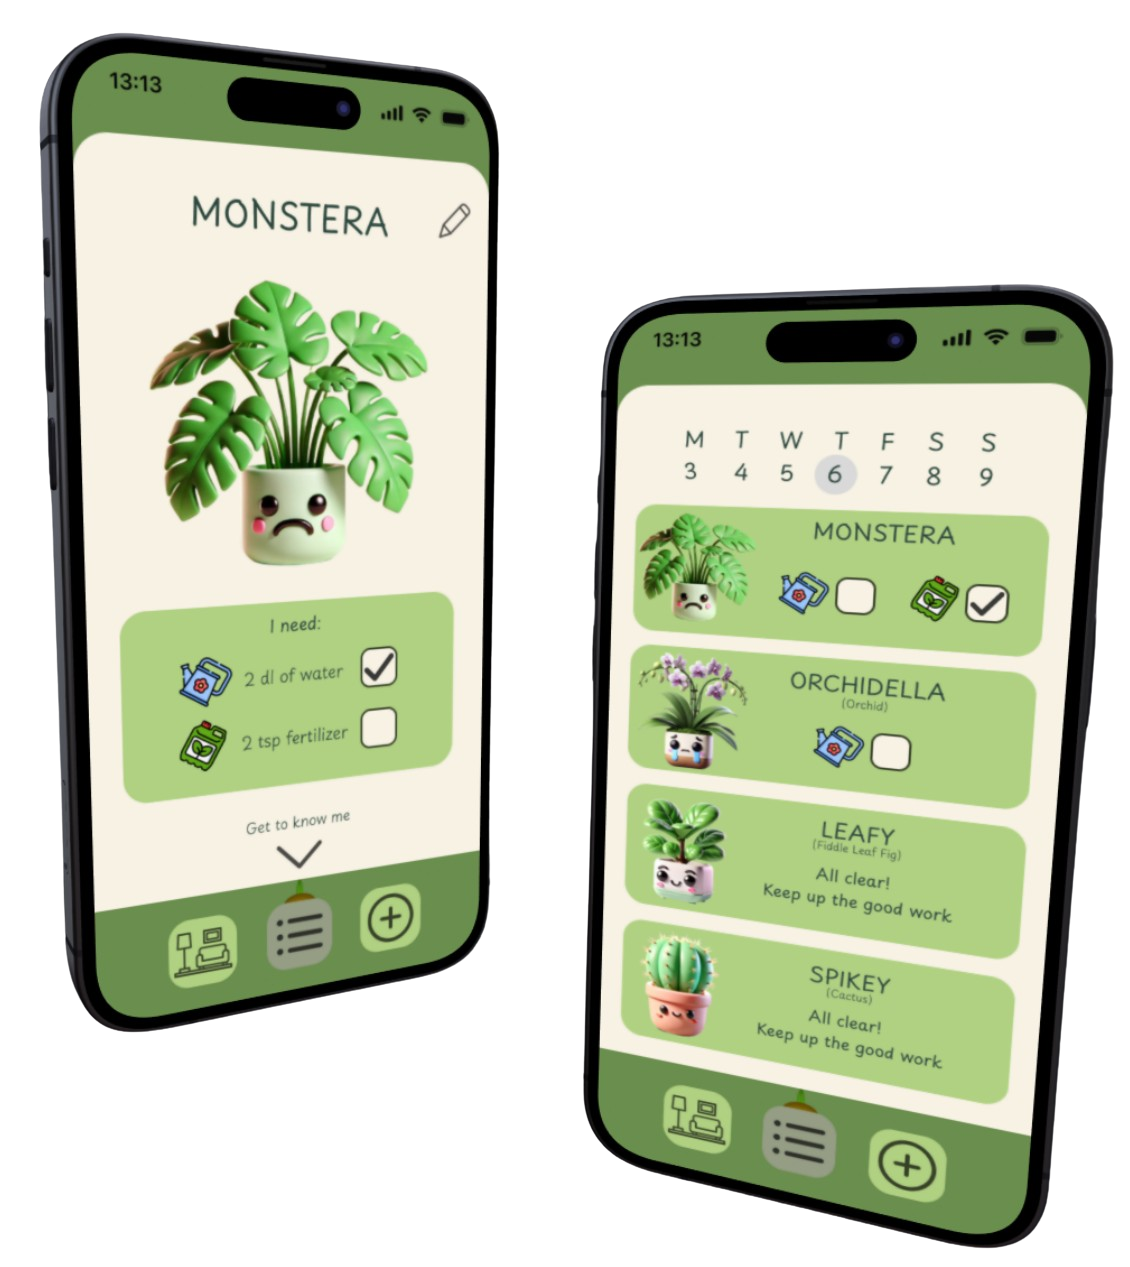 13:13
MONSTERA
I need:
2 dl of water
2 tsp fertilizer
Get to know me
13:13
M T W T F S S
3 4 5 6 7 8 9
MONSTERA
ORCHIDELLA
(Orchid)
LEAFY
(Fiddle Leaf Fig)
All clear!
Keep up the good work
SPIKEY
(Cactus)
All clear!
Keep up the good work